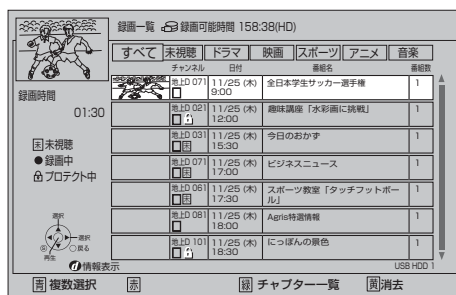 録画一覧 録画可能時間 158:38(HD)
すべて 未視聴 ドラマ 映画 スポーツ アニメ 音楽
チャンネル 日付 番組名 番組数
録画時間
01:30
未 未視聴
●録画中
プロテクト中
地上D 071 11/25 (木) 9:00 全日本学生サッカー選手権 1
地上D 021 11/25 (木) 12:00 趣味講座「水彩画に挑戦」 1
地上D 031 未 11/25 (木) 15:30 今日のおかず 1
地上D 071 未 11/25 (木) 17:00 ビジネスニュース 1
地上D 061 未 11/25 (木) 17:30 スポーツ教室「タッチフットボール」 1
地上D 081 11/25 (木) 18:00 Agris特選情報 1
地上D 101 11/25 (木) 18:30 にっぽんの景色 1
選択
選択
戻る
再生
情報表示
USB HDD 1
青 複数選択 赤 緑 チャプター一覧 黄 消去